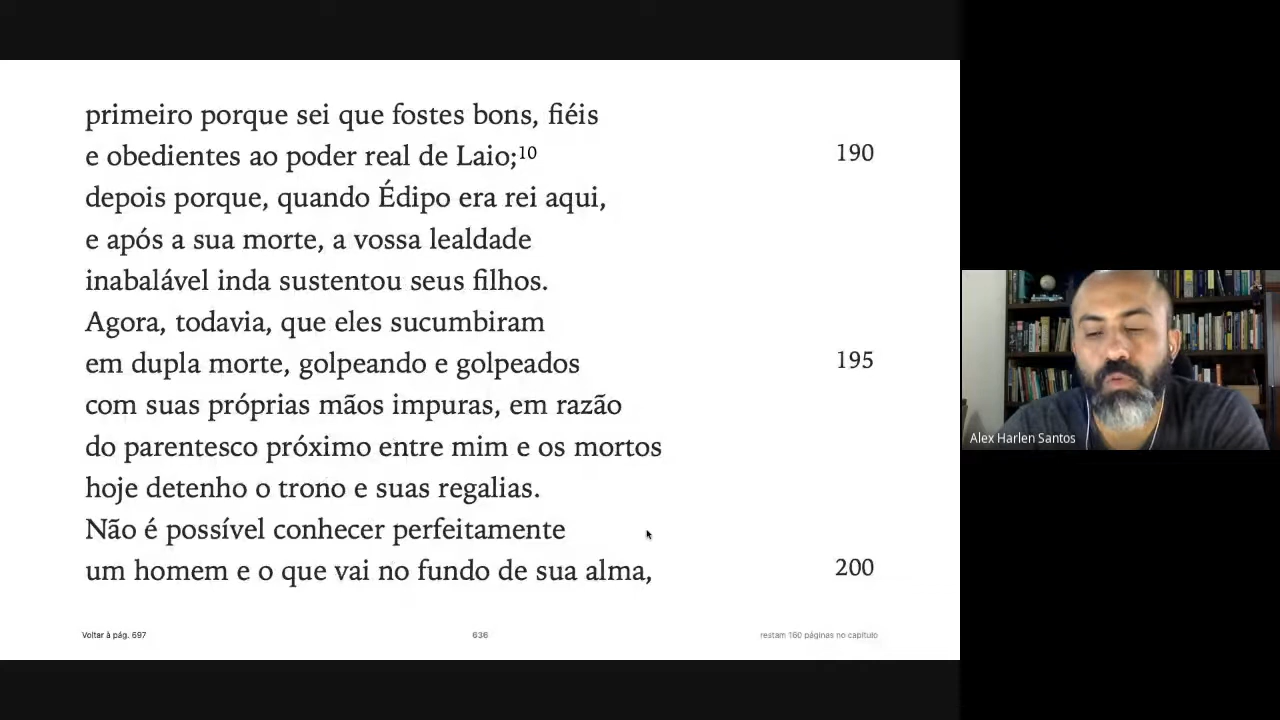 primeiro porque sei que fostes bons, fiéis
e obedientes ao poder real de Laio;¹⁰ 190
depois porque, quando Édipo era rei aqui,
e após a sua morte, a vossa lealdade
inabalável inda sustentou seus filhos.
Agora, todavia, que eles sucumbiram
em dupla morte, golpeando e golpeados 195
com suas próprias mãos impuras, em razão
do parentesco próximo entre mim e os mortos
hoje detenho o trono e suas regalias.
Não é possível conhecer perfeitamente
um homem e o que vai no fundo de sua alma, 200
Voltar à pág. 697 636 restam 160 páginas no capítulo
Alex Harlen Santos